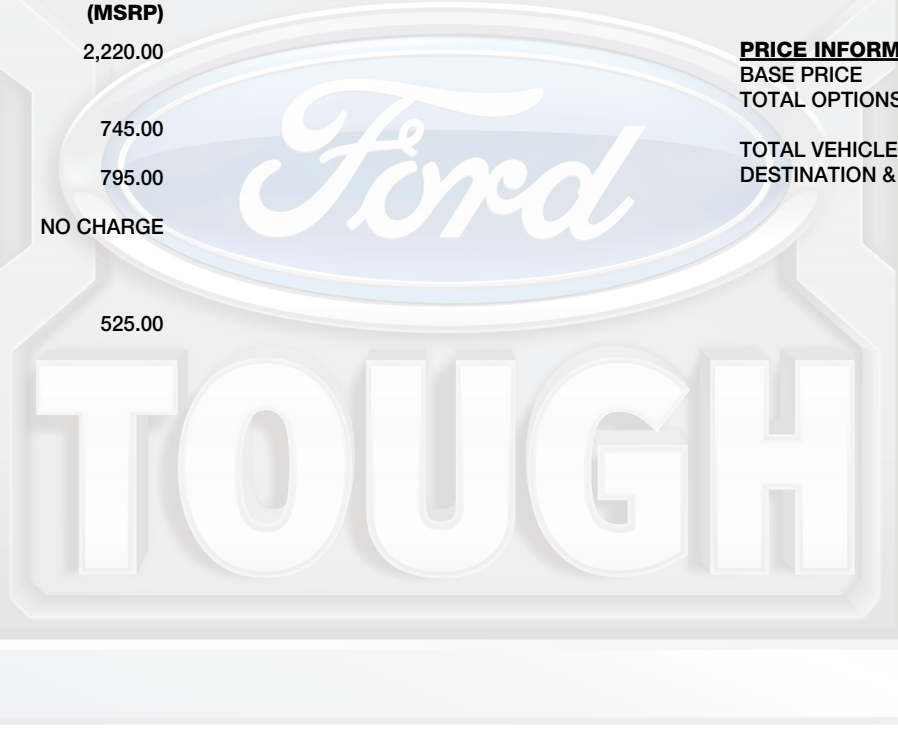 (MSRP)
2,220.00
745.00
795.00
NO CHARGE
525.00
PRICE INFORM
BASE PRICE
TOTAL OPTIONS
TOTAL VEHICLE
DESTINATION &
Ford
TOUGH